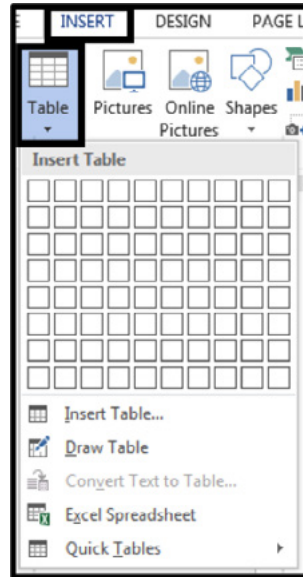 INSERT DESIGN PAGE L
Table Pictures Online Pictures Shapes
Insert Table
Insert Table...
Draw Table
Convert Text to Table...
Excel Spreadsheet
Quick Tables